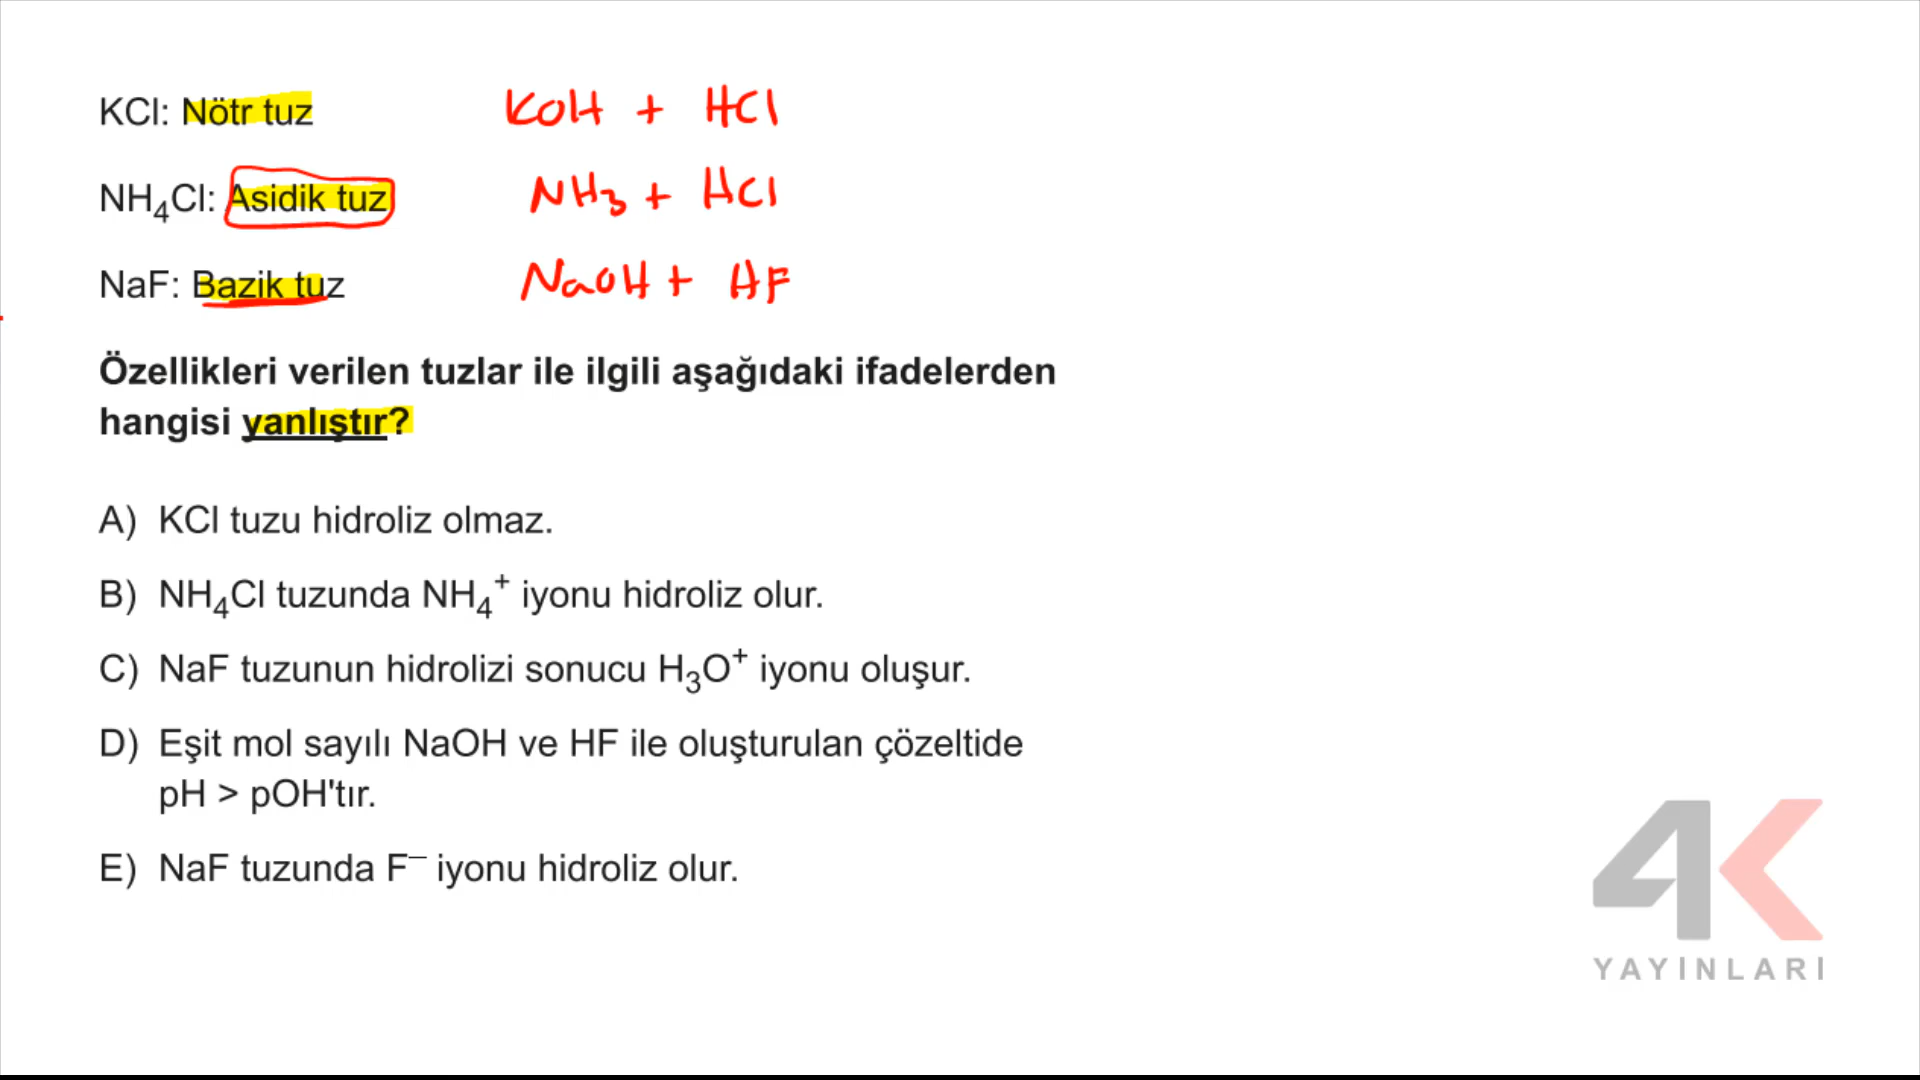 KCl: Nötr tuz KOH + HCl
NH₄Cl: Asidik tuz NH₃ + HCl
NaF: Bazik tuz NaOH + HF
Özellikleri verilen tuzlar ile ilgili aşağıdaki ifadelerden
hangisi yanlıştır?
A) KCl tuzu hidroliz olmaz.
B) NH₄Cl tuzunda NH₄⁺ iyonu hidroliz olur.
C) NaF tuzunun hidrolizi sonucu H₃O⁺ iyonu oluşur.
D) Eşit mol sayılı NaOH ve HF ile oluşturulan çözeltide
pH > pOH'tır.
E) NaF tuzunda F⁻ iyonu hidroliz olur.
4K
YAYINLARI